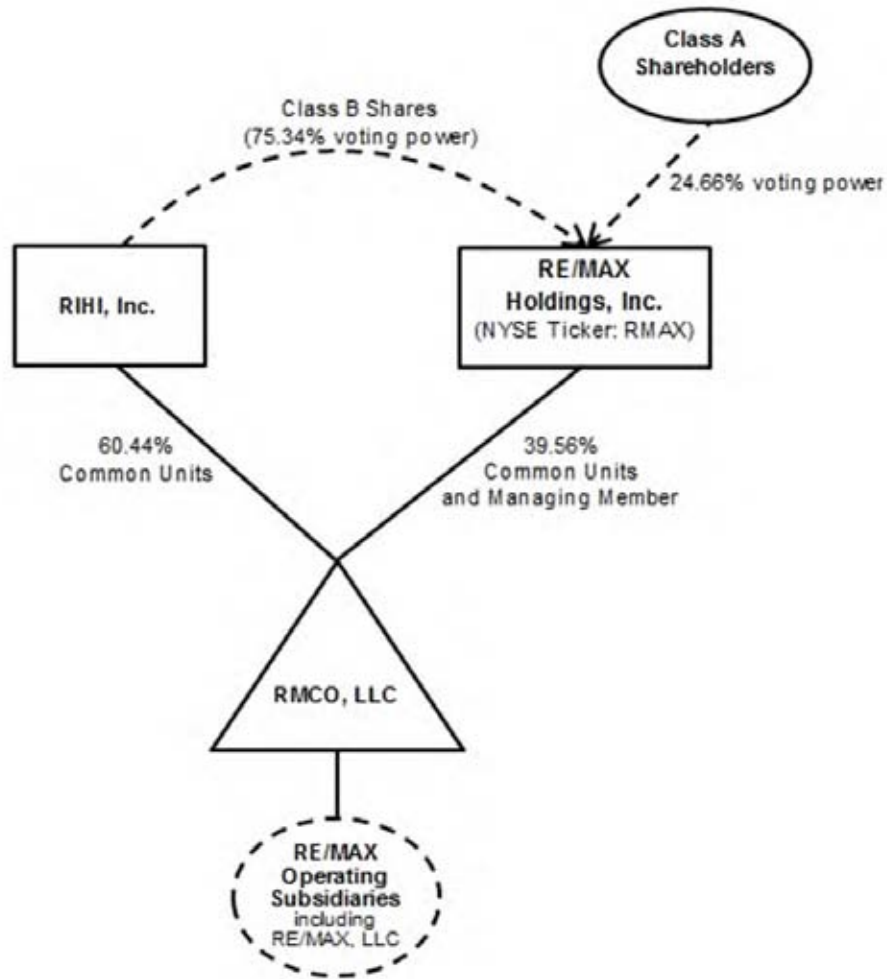 Class A
Shareholders
Class B Shares
(75.34% voting power)
24.66% voting power
RIHI, Inc.
RE/MAX
Holdings, Inc.
(NYSE Ticker: RMAX)
60.44%
Common Units
39.56%
Common Units
and Managing Member
RMCO, LLC
RE/MAX
Operating
Subsidiaries
including
RE/MAX, LLC